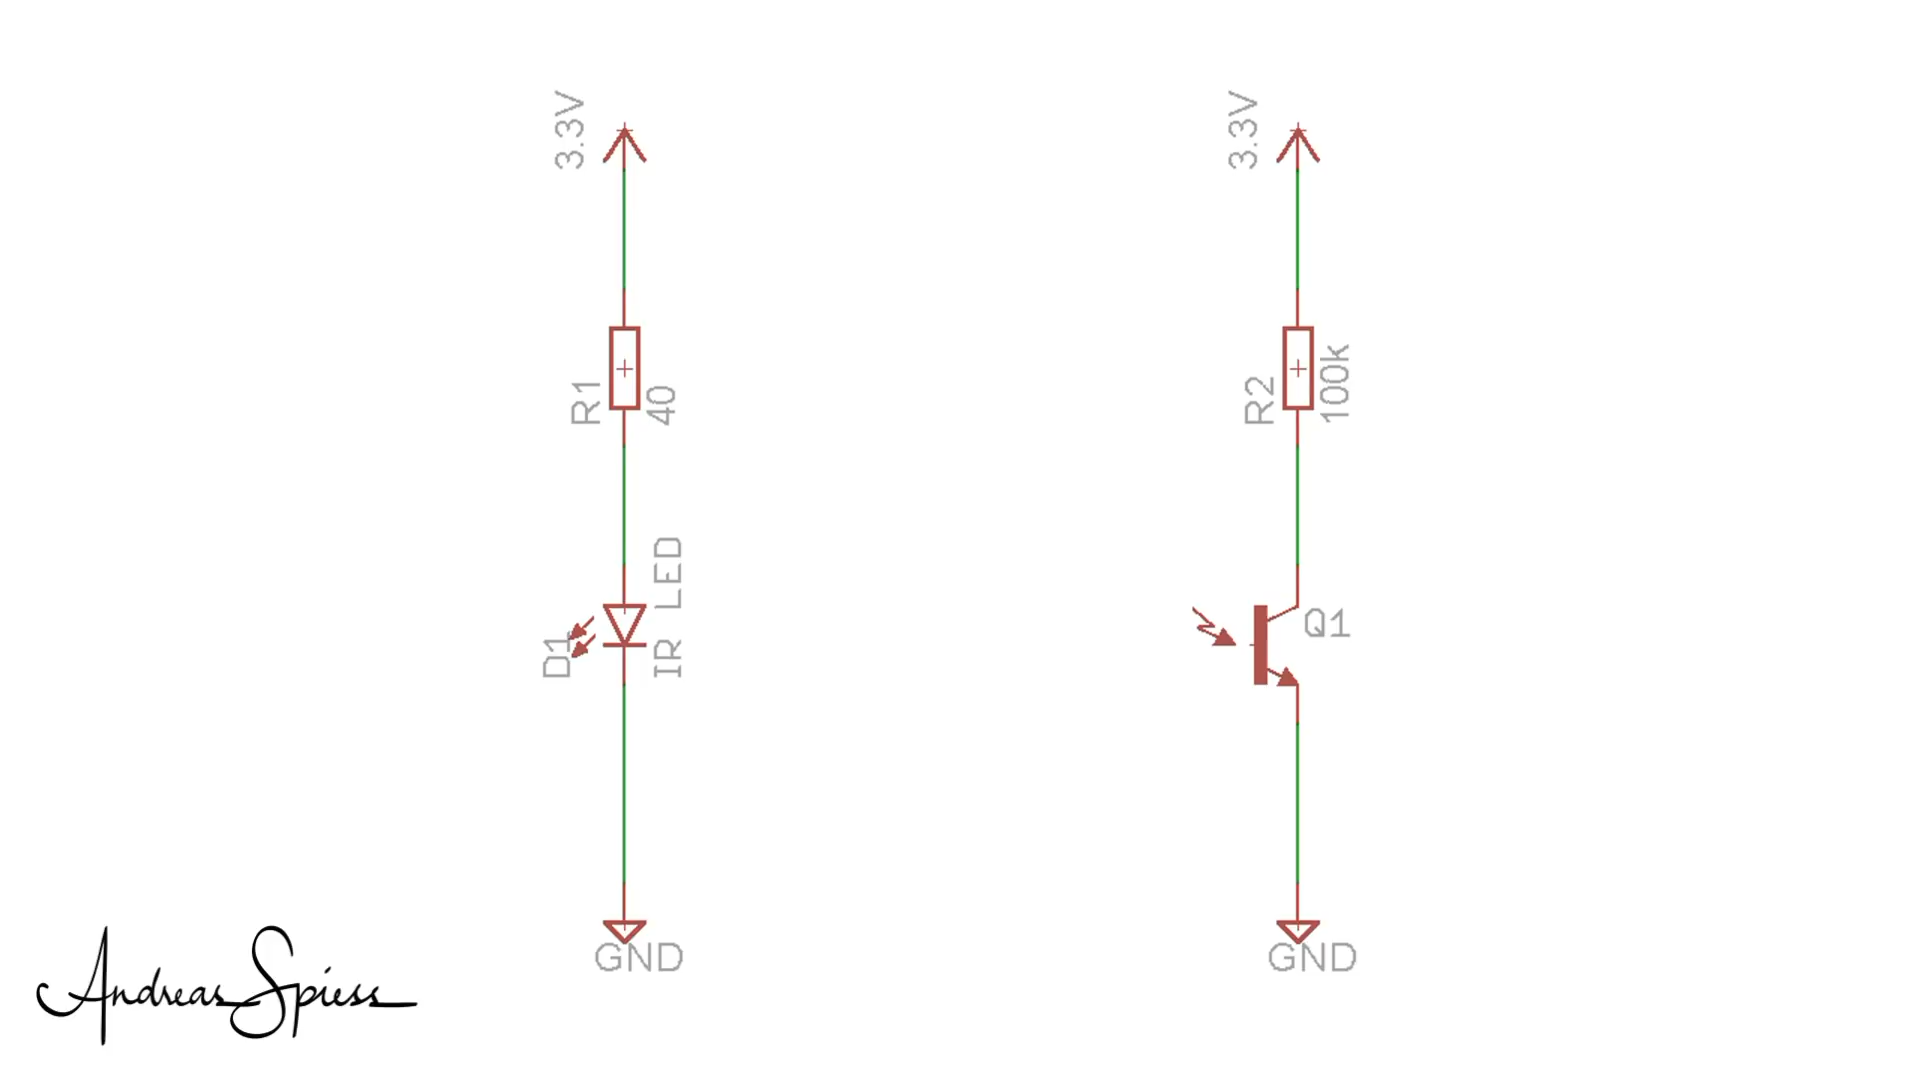 3.3V
R1
40
D1
IR LED
GND
3.3V
R2
100k
Q1
GND
Andreas Spiess